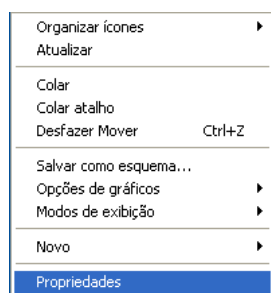 Organizar ícones
Atualizar
Colar
Colar atalho
Desfazer Mover Ctrl+Z
Salvar como esquema...
Opções de gráficos
Modos de exibição
Novo
Propriedades